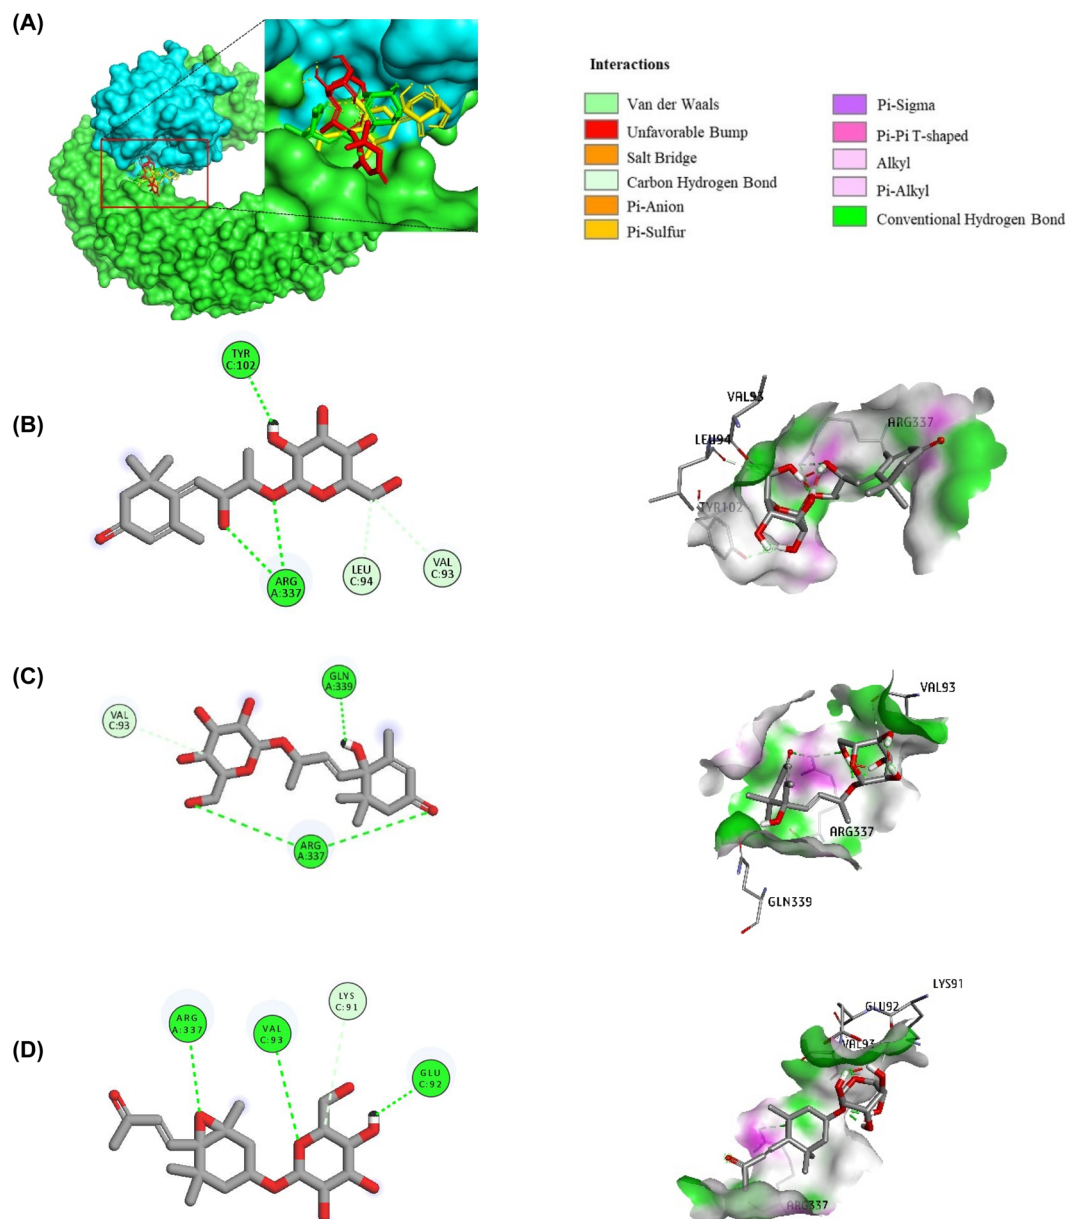 (A)
Interactions
Van der Waals
Unfavorable Bump
Salt Bridge
Carbon Hydrogen Bond
Pi-Anion
Pi-Sulfur
Pi-Sigma
Pi-Pi T-shaped
Alkyl
Pi-Alkyl
Conventional Hydrogen Bond
(B)
TYR
C:102
ARG
A:337
LEU
C:94
VAL
C:93
VAL93
LEU94
ARG337
TYR102
(C)
VAL
C:93
GLN
A:339
ARG
A:337
VAL93
ARG337
GLN339
(D)
ARG
A:337
VAL
C:93
LYS
C:91
GLU
C:92
LYS91
GLU92
VAL93
ARG337